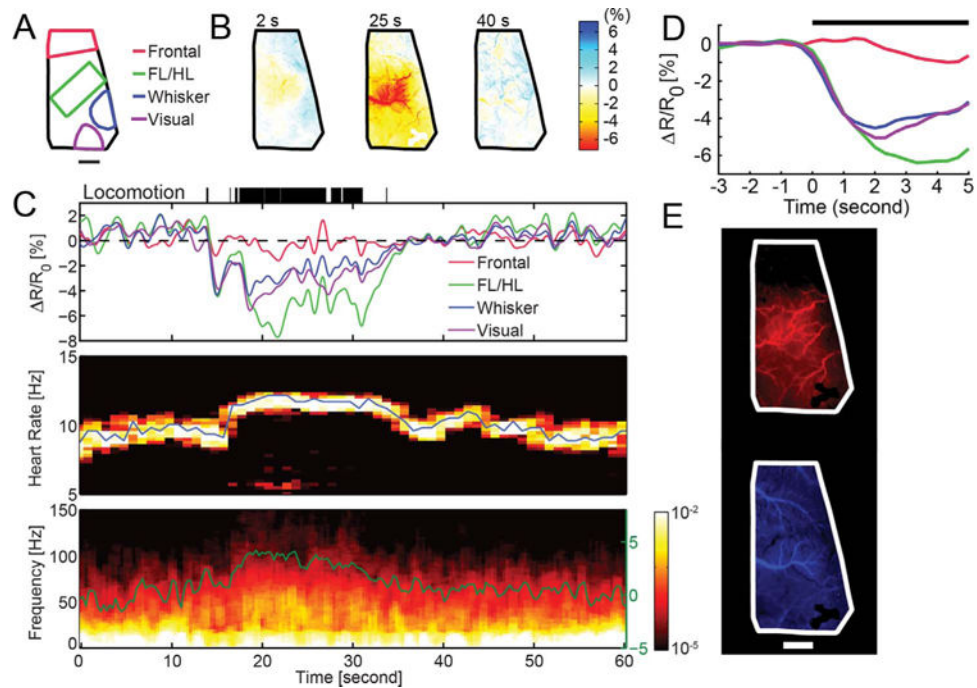 A
Frontal
FL/HL
Whisker
Visual
B
2 s
25 s
40 s
(%)
6
4
2
0
-2
-4
-6
D
ΔR/R0 [%]
0
-2
-4
-6
-3 -2 -1 0 1 2 3 4 5
Time (second)
C
Locomotion
ΔR/R0 [%]
2
0
-2
-4
-6
-8
Frontal
FL/HL
Whisker
Visual
Heart Rate [Hz]
15
10
5
Frequency [Hz]
150
100
50
0
0 10 20 30 40 50 60
Time [second]
5
0
-5
10-2
10-5
E